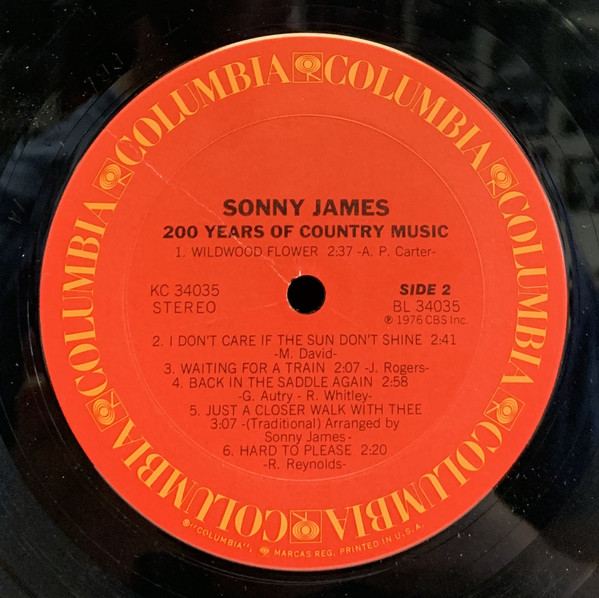 COLUMBIA COLUMBIA COLUMBIA COLUMBIA COLUMBIA COLUMBIA
SONNY JAMES
200 YEARS OF COUNTRY MUSIC
1. WILDWOOD FLOWER 2:37 -A. P. Carter-
KC 34035
STEREO
SIDE 2
BL 34035
℗ 1976 CBS Inc.
2. I DON'T CARE IF THE SUN DON'T SHINE 2:41
-M. David-
3. WAITING FOR A TRAIN 2:07 -J. Rogers-
4. BACK IN THE SADDLE AGAIN 2:58
-G. Autry - R. Whitley-
5. JUST A CLOSER WALK WITH THEE
3:07 -(Traditional) Arranged by
Sonny James-
6. HARD TO PLEASE 2:20
-R. Reynolds-
®"COLUMBIA", MARCAS REG. PRINTED IN U.S.A.